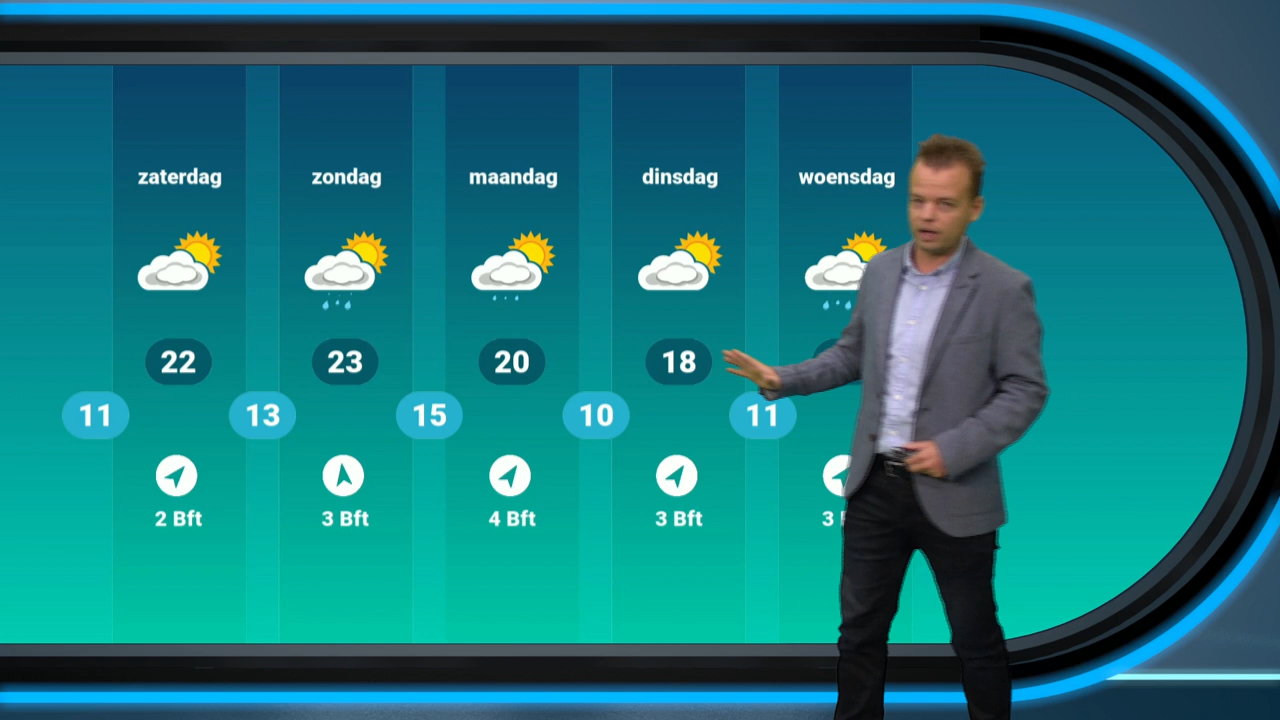 zaterdag zondag maandag dinsdag woensdag
22 23 20 18
11 13 15 10 11
2 Bft 3 Bft 4 Bft 3 Bft 3